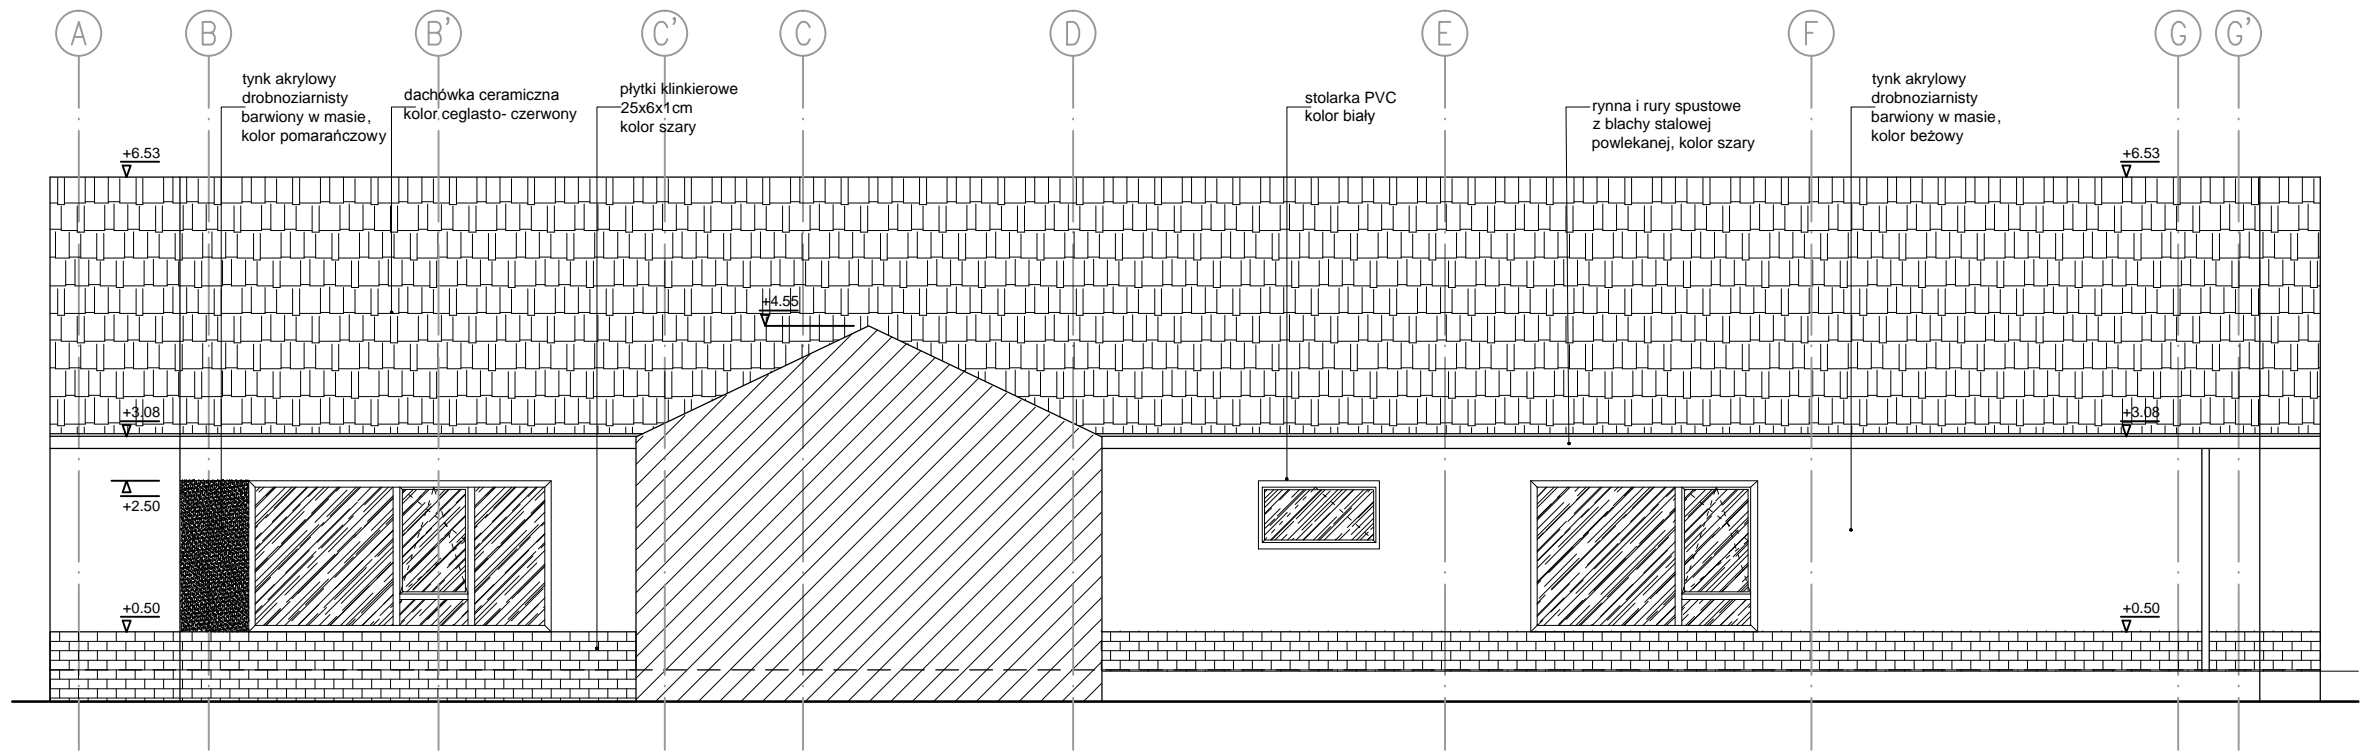 A B B' C' C D E F G G'
tynk akrylowy
drobnoziarnisty
barwiony w masie,
kolor pomarańczowy
dachówka ceramiczna
kolor ceglasto- czerwony
płytki klinkierowe
25x6x1cm
kolor szary
stolarka PVC
kolor biały
rynna i rury spustowe
z blachy stalowej
powlekanej, kolor szary
tynk akrylowy
drobnoziarnisty
barwiony w masie,
kolor beżowy
+6.53
+6.53
+4.55
+3.08
+3.08
+2.50
+0.50
+0.50